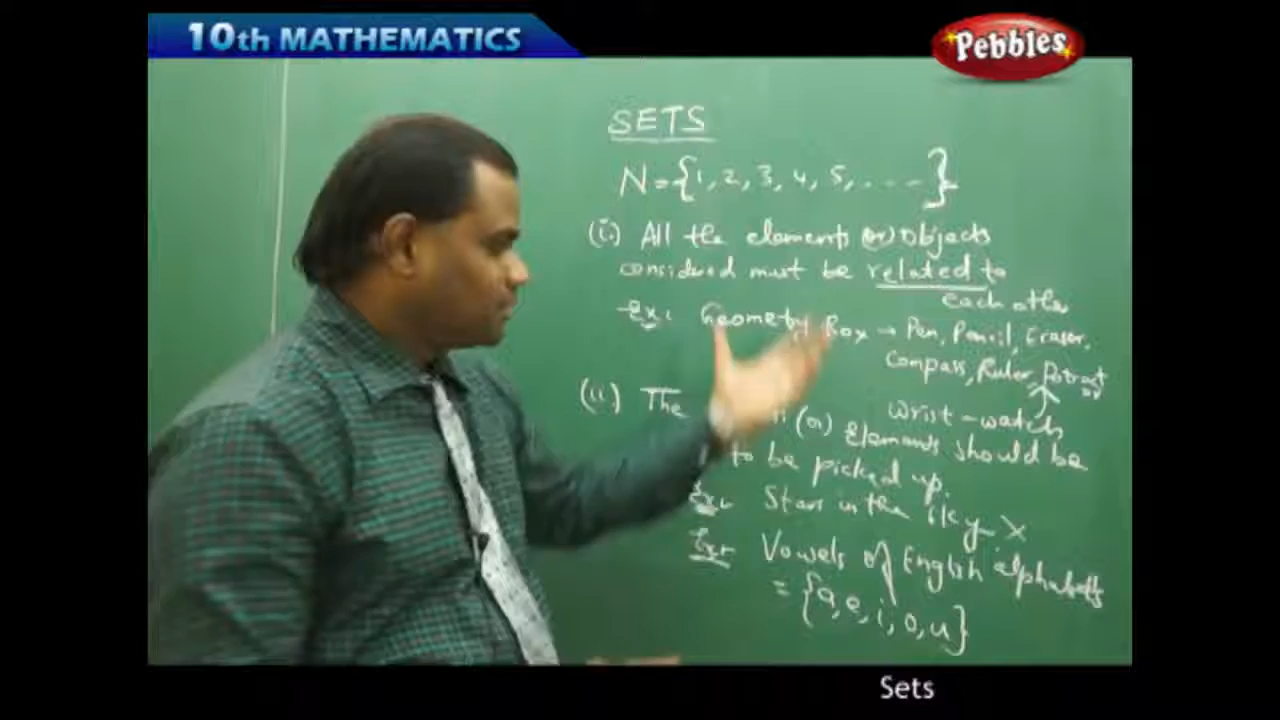 10th MATHEMATICS
Pebbles
SETS
N = {1, 2, 3, 4, 5, . . . . }
(i) All the elements (or) objects
considered must be related to
each other
Ex: Geometry Box → Pen, Pencil, Eraser,
Compass, Ruler,
wrist-watch
(ii) The (or) Elements should be
to be picked up.
Ex: Stars in the sky ×
Ex: Vowels of English alphabets
= {a, e, i, o, u}
Sets